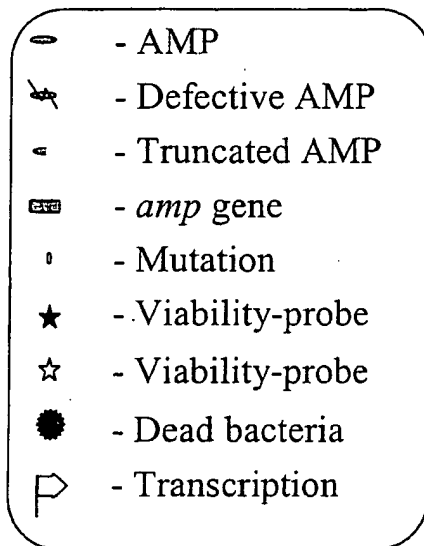 - AMP
- Defective AMP
- Truncated AMP
- amp gene
- Mutation
- Viability-probe
- Viability-probe
- Dead bacteria
- Transcription